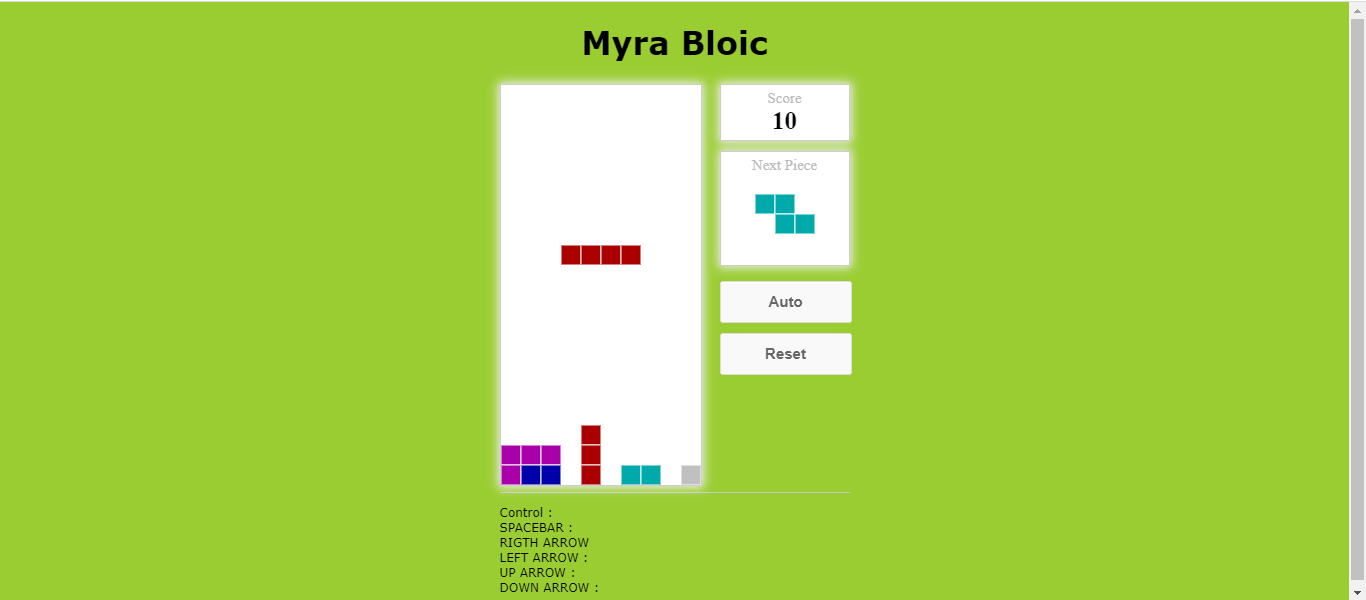 Myra Bloic
Score
10
Next Piece
Auto
Reset
Control :
SPACEBAR :
RIGTH ARROW
LEFT ARROW :
UP ARROW :
DOWN ARROW :